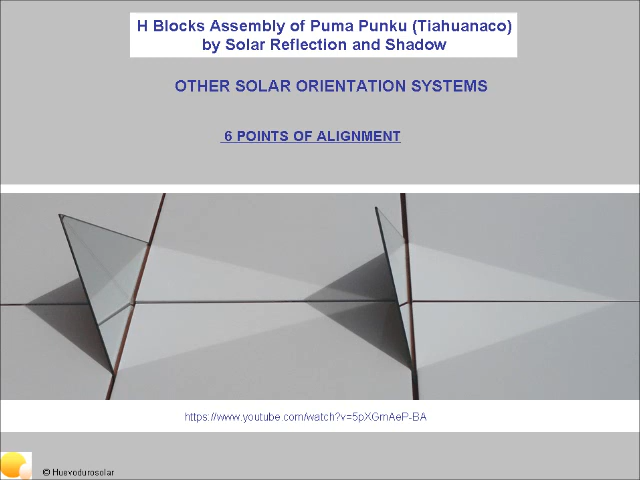 H Blocks Assembly of Puma Punku (Tiahuanaco)
by Solar Reflection and Shadow
OTHER SOLAR ORIENTATION SYSTEMS
6 POINTS OF ALIGNMENT
https://www.youtube.com/watch?v=5pXGmAeP-BA
© Huevodurosolar